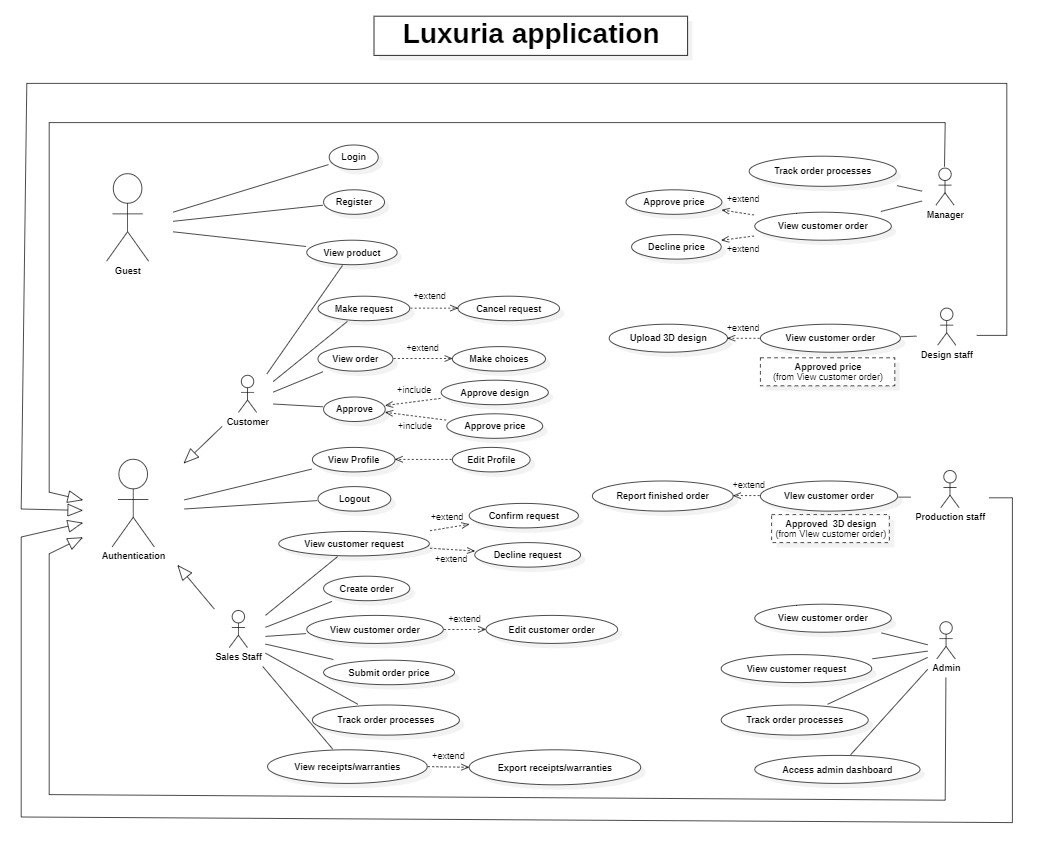 Luxuria application
Login
Register
View product
Guest
Track order processes
Manager
Approve price
+extend
View customer order
Decline price
+extend
Make request
+extend
Cancel request
View order
+extend
Make choices
Customer
Approve
+include
Approve design
+include
Approve price
Upload 3D design
+extend
View customer order
Design staff
Approved price
(from View customer order)
View Profile
Edit Profile
Logout
Authentication
Report finished order
+extend
VIew customer order
Production staff
Approved  3D design
(from VIew customer order)
View customer request
+extend
Confirm request
+extend
Decline request
Create order
View customer order
+extend
Edit customer order
Sales Staff
Submit order price
Track order processes
View receipts/warranties
+extend
Export receipts/warranties
View customer order
View customer request
Admin
Track order processes
Access admin dashboard